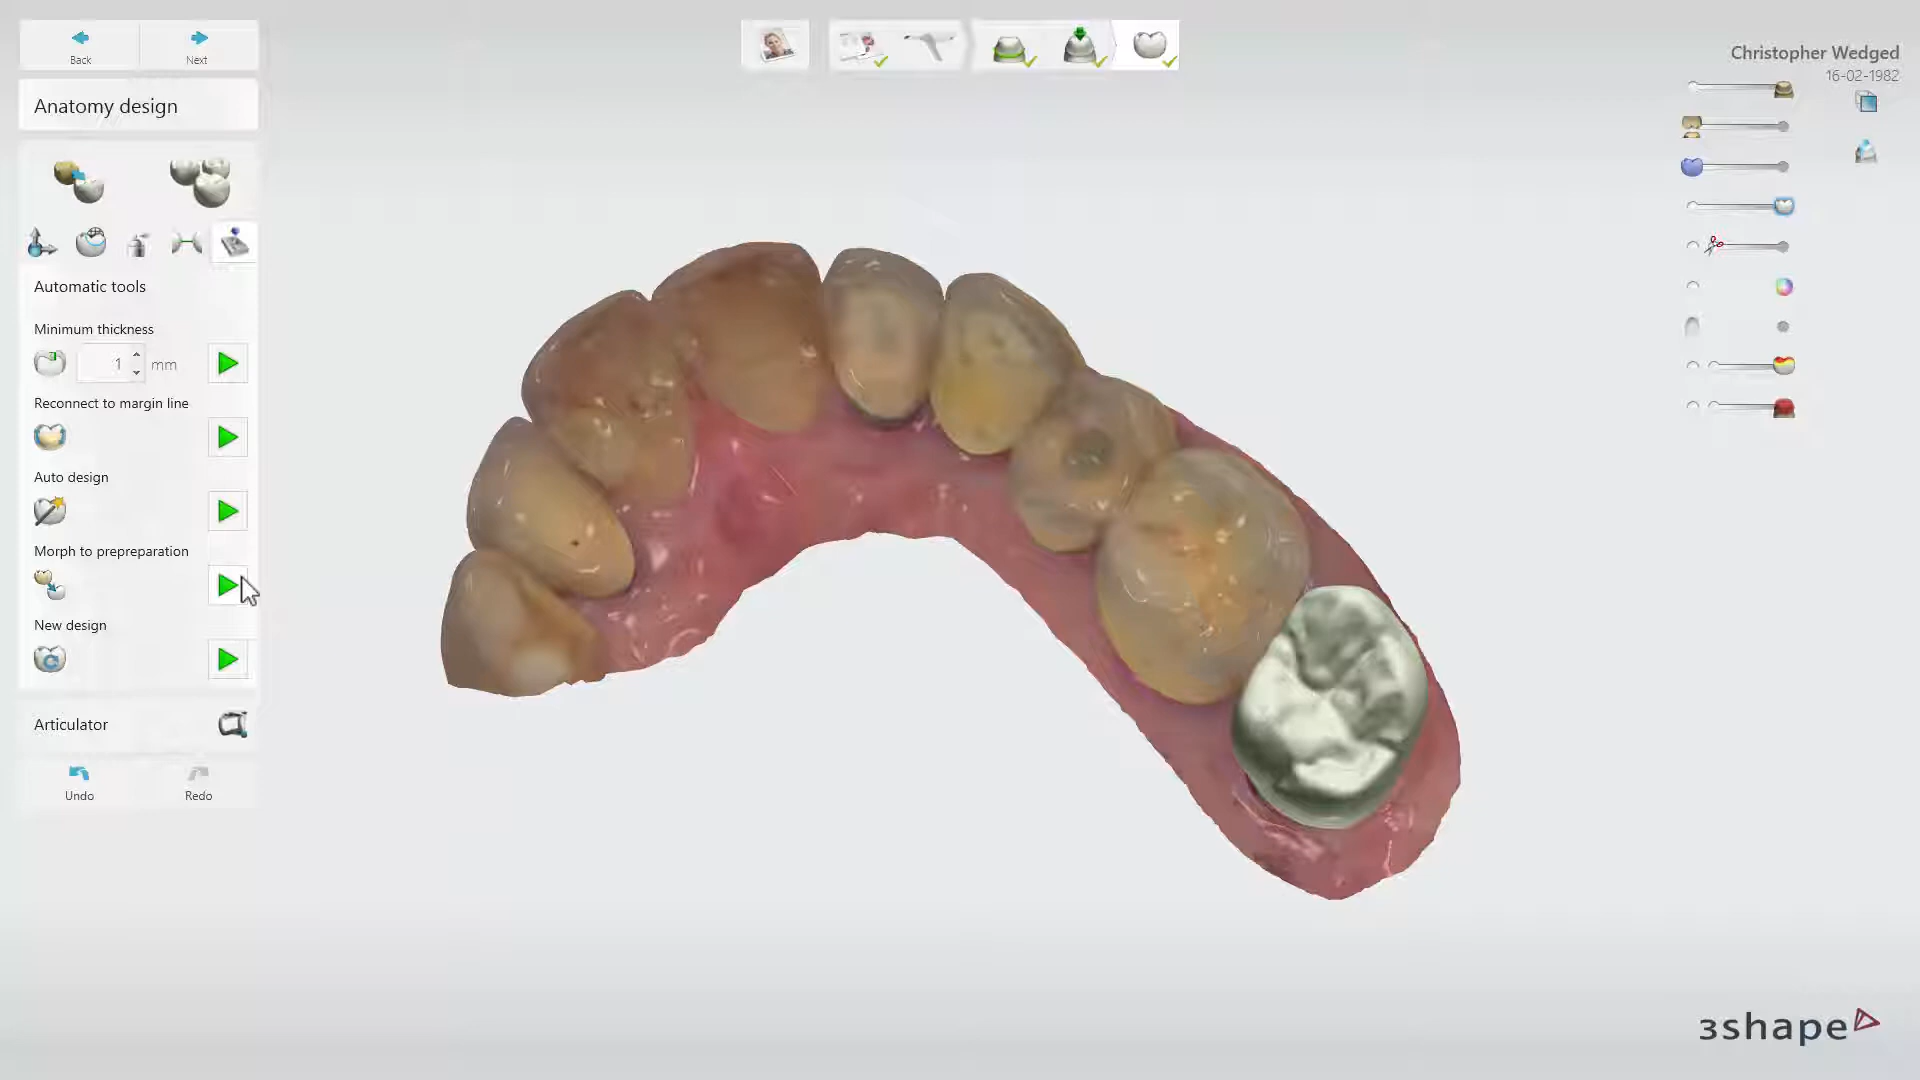 Back
Next
Christopher Wedged
16-02-1982
Anatomy design
Automatic tools
Minimum thickness
1 mm
Reconnect to margin line
Auto design
Morph to prepreparation
New design
Articulator
Undo
Redo
3shape